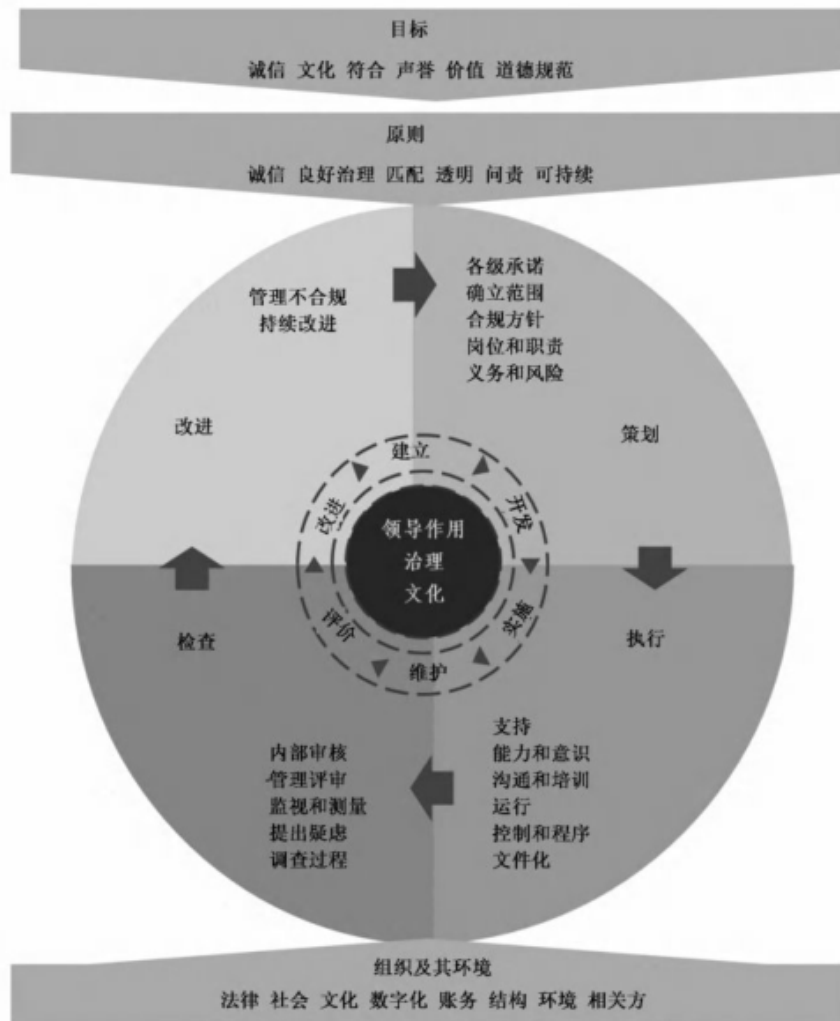 目标
诚信 文化 符合 声誉 价值 道德规范
原则
诚信 良好治理 匹配 透明 问责 可持续
管理不合规
持续改进
改进
各级承诺
确立范围
合规方针
岗位和职责
义务和风险
策划
建立
开发
实施
维护
评价
改进
领导作用
治理
文化
检查
内部审核
管理评审
监视和测量
提出疑虑
调查过程
执行
支持
能力和意识
沟通和培训
运行
控制和程序
文件化
组织及其环境
法律 社会 文化 数字化 账务 结构 环境 相关方